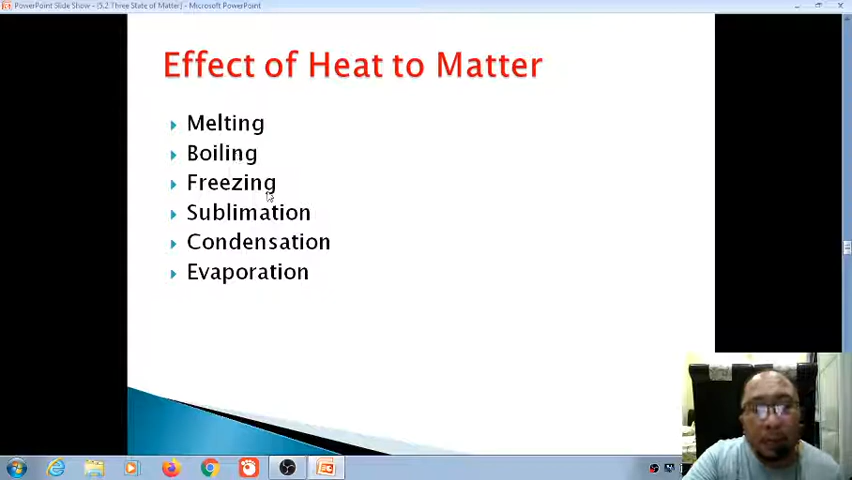 PowerPoint Slide Show - [5.2 Three State of Matter] - Microsoft PowerPoint
Effect of Heat to Matter
Melting
Boiling
Freezing
Sublimation
Condensation
Evaporation